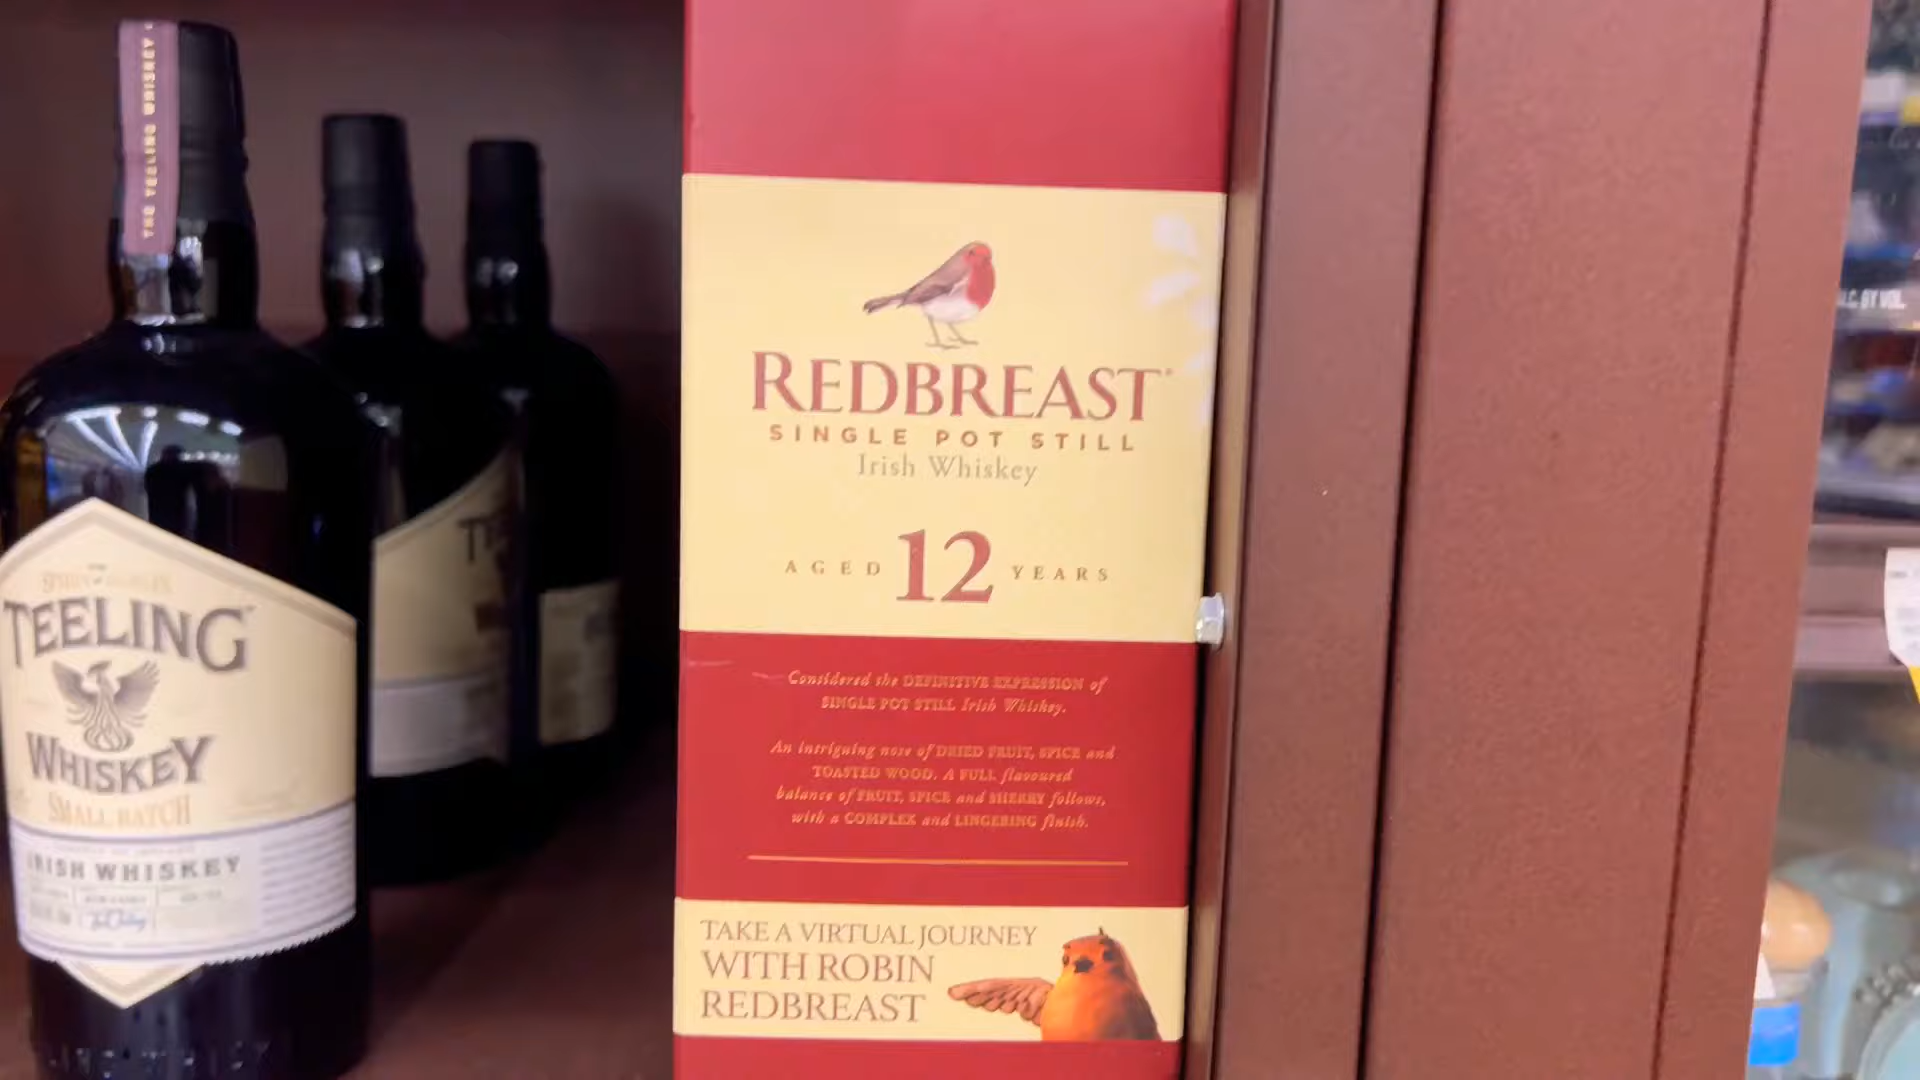 THE TEELING WHISKEY
TEELING
WHISKEY
SMALL BATCH
IRISH WHISKEY
REDBREAST
SINGLE POT STILL
Irish Whiskey
AGED 12 YEARS
Considered the DEFINITIVE EXPRESSION of
SINGLE POT STILL Irish Whiskey.
An intriguing nose of DRIED FRUIT, SPICE and
TOASTED WOOD. A FULL flavoured
balance of FRUIT, SPICE and SHERRY follows,
with a COMPLEX and LINGERING finish.
TAKE A VIRTUAL JOURNEY
WITH ROBIN
REDBREAST
BY VOL.